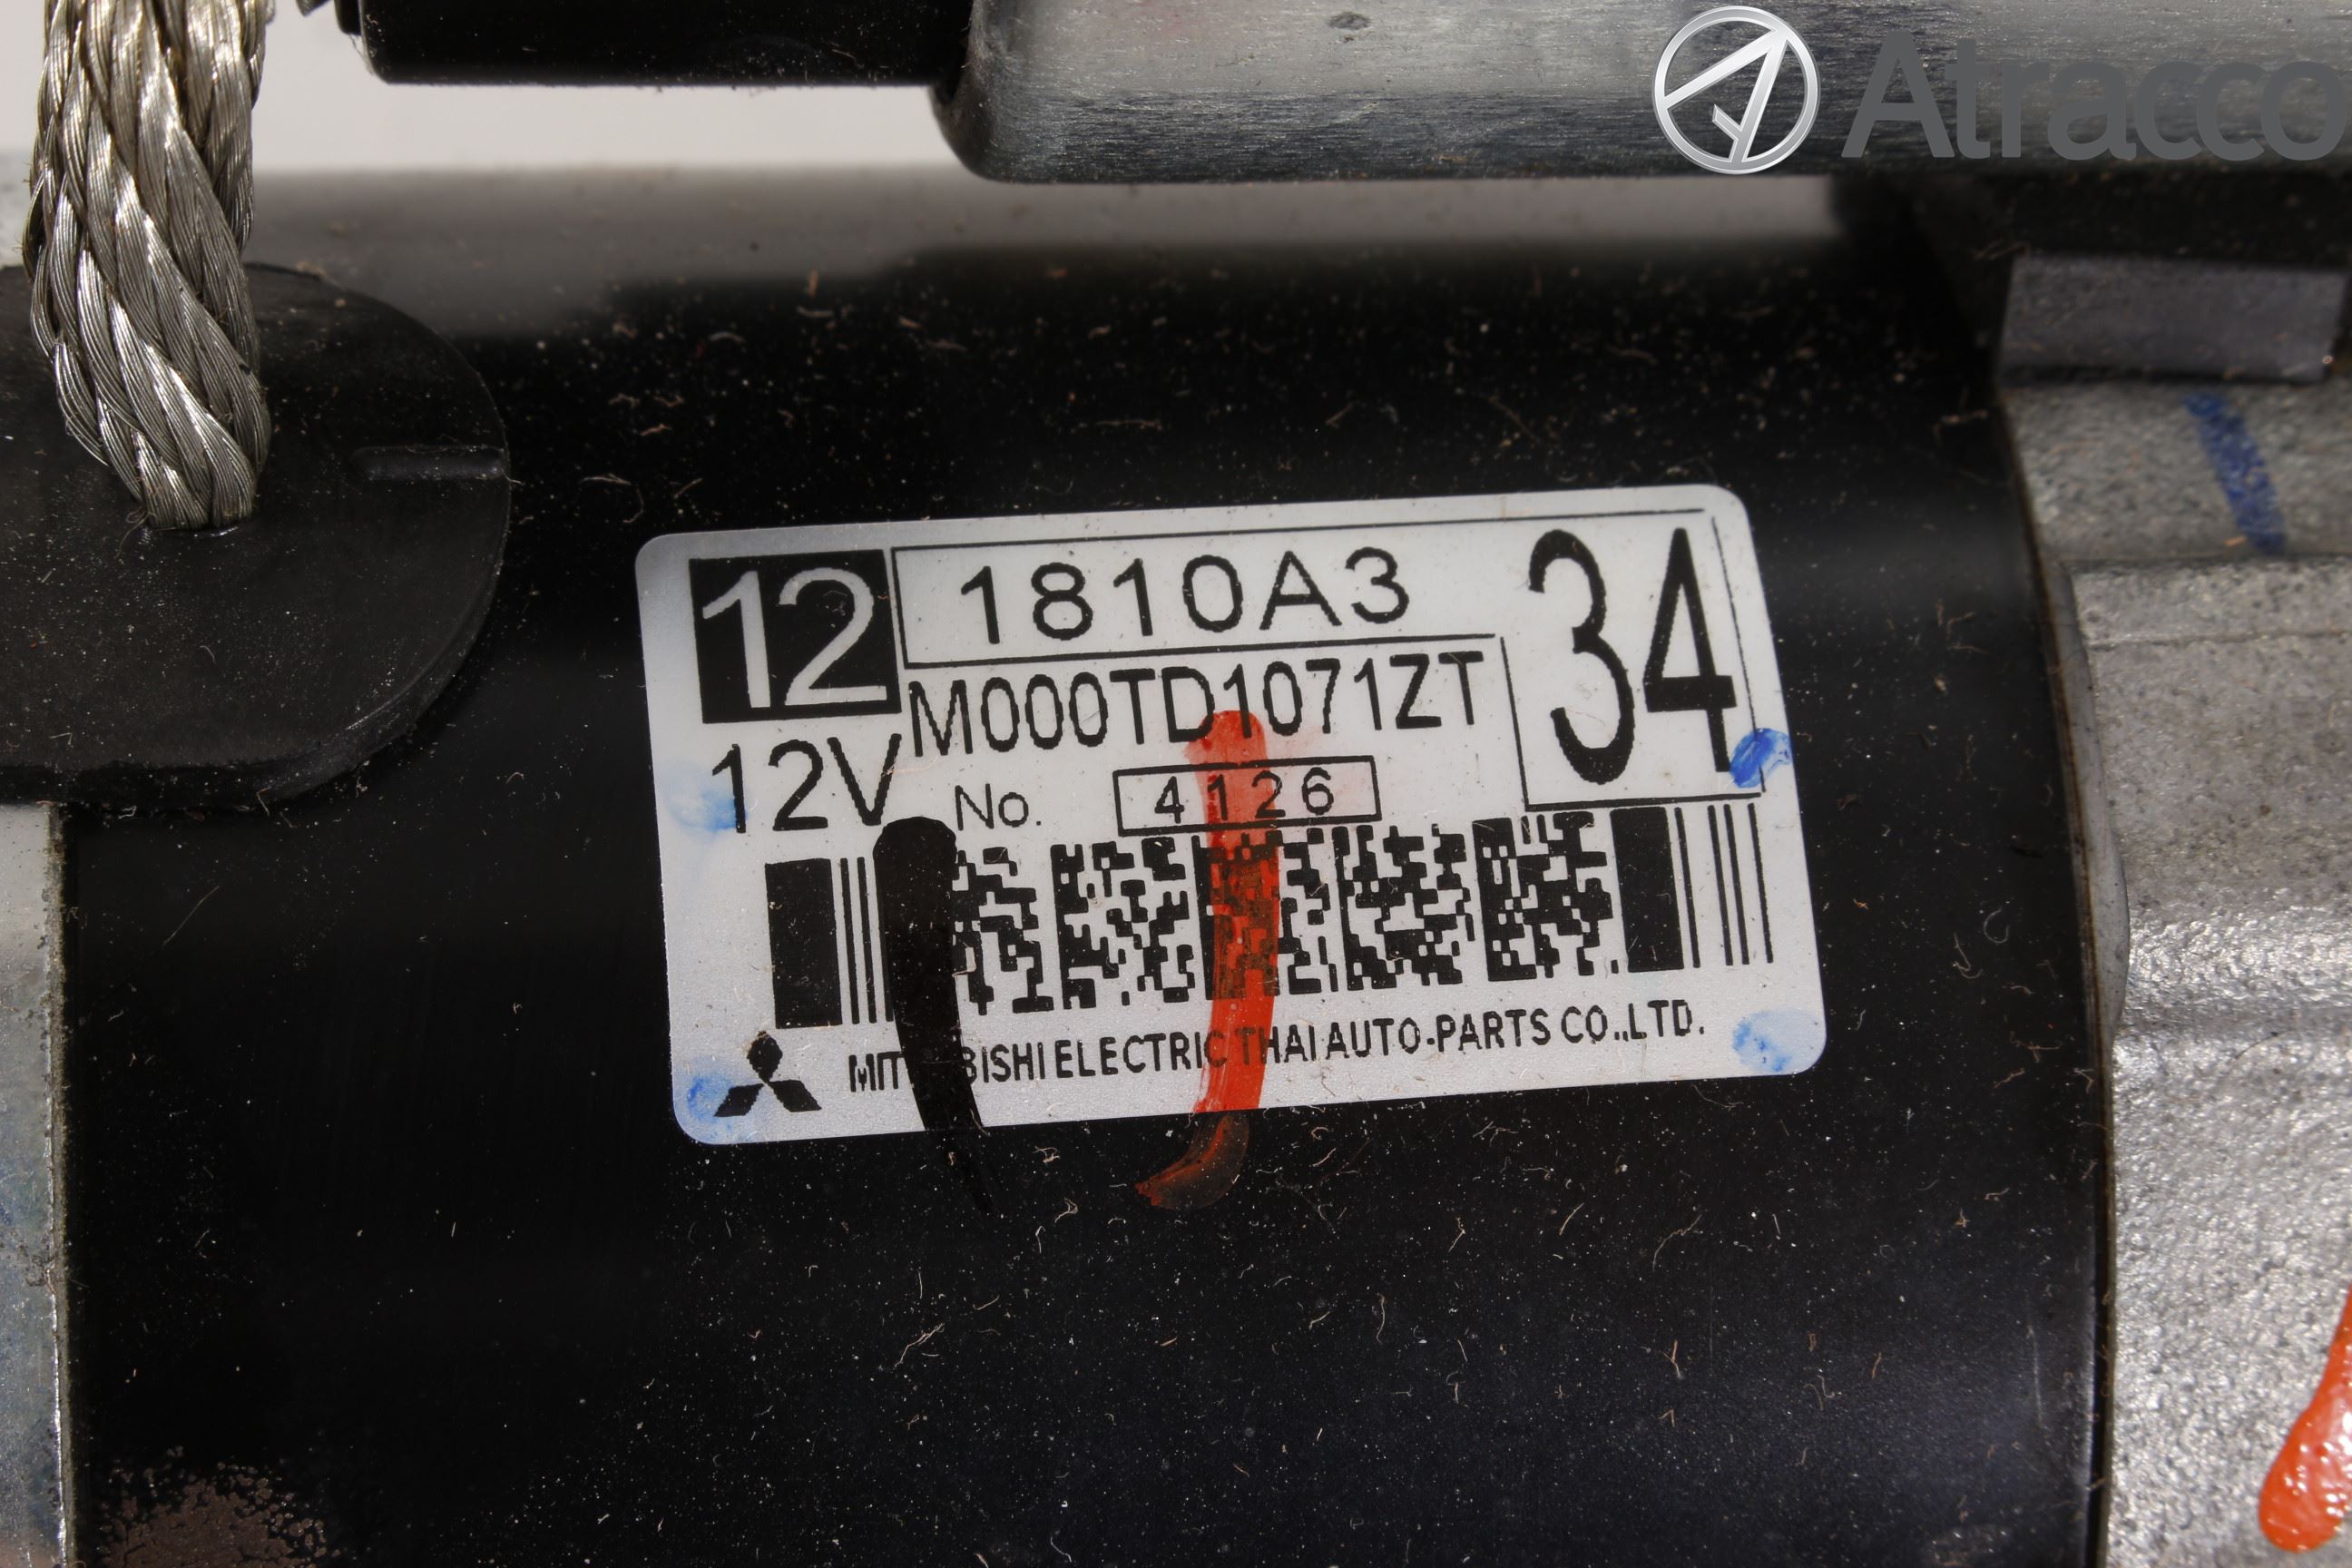 Atracco
12 1810A3 34
M000TD1071ZT
12V No. 4126
MITSUBISHI ELECTRIC THAI AUTO-PARTS CO.,LTD.